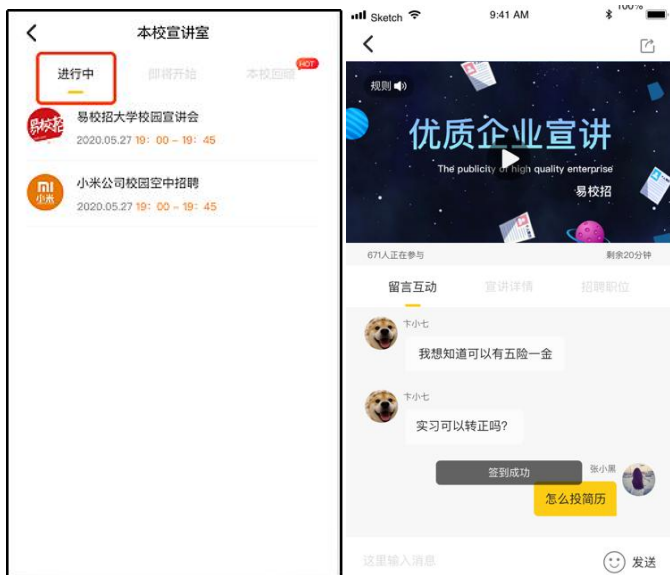 本校宣讲室
进行中
即将开始
本校回顾
HOT
易校招
易校招大学校园宣讲会
2020.05.27 19：00 – 19：45
小米
小米公司校园空中招聘
2020.05.27 19：00 – 19：45
Sketch
9:41 AM
100%
规则
优质企业宣讲
The publicity of high quality enterprise
易校招
671人正在参与
剩余20分钟
留言互动
宣讲详情
招聘职位
卞小七
我想知道可以有五险一金
卞小七
实习可以转正吗?
签到成功
张小黑
怎么投简历
这里输入消息
发送